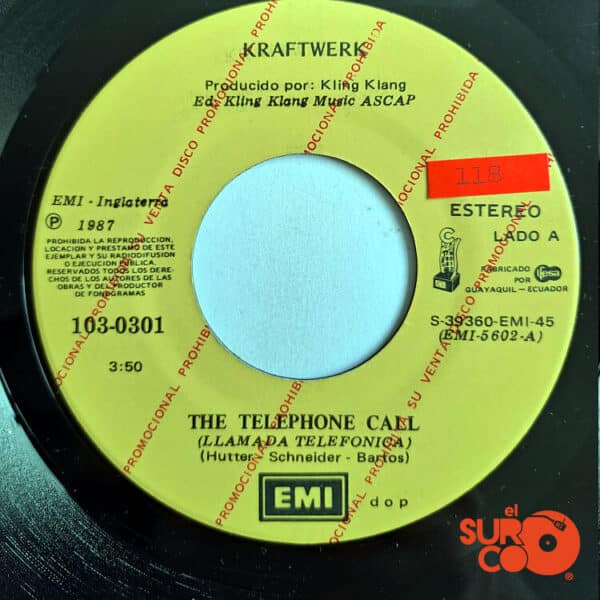 KRAFTWERK
Producido por: Kling Klang
Ed: Kling Klang Music ASCAP
EMI - Inglaterra
℗ 1987
PROHIBIDA LA REPRODUCCION,
LOCACION Y PRESTAMO DE ESTE
EJEMPLAR Y SU RADIODIFUSION
O EJECUCION PUBLICA.
RESERVADOS TODOS LOS DERE-
CHOS DE LOS AUTORES DE LAS
OBRAS Y DEL PRODUCTOR
DE FONOGRAMAS
103-0301
3:50
118
ESTEREO
LADO A
EMI
FABRICADO
POR
fesa
GUAYAQUIL - ECUADOR
S-39360-EMI-45
(EMI-5602-A)
THE TELEPHONE CALL
(LLAMADA TELEFONICA)
(Hutter Schneider - Bartos)
EMI
dop
DISCO PROMOCIONAL PROHIBIDA SU VENTA
el
SURCO
®